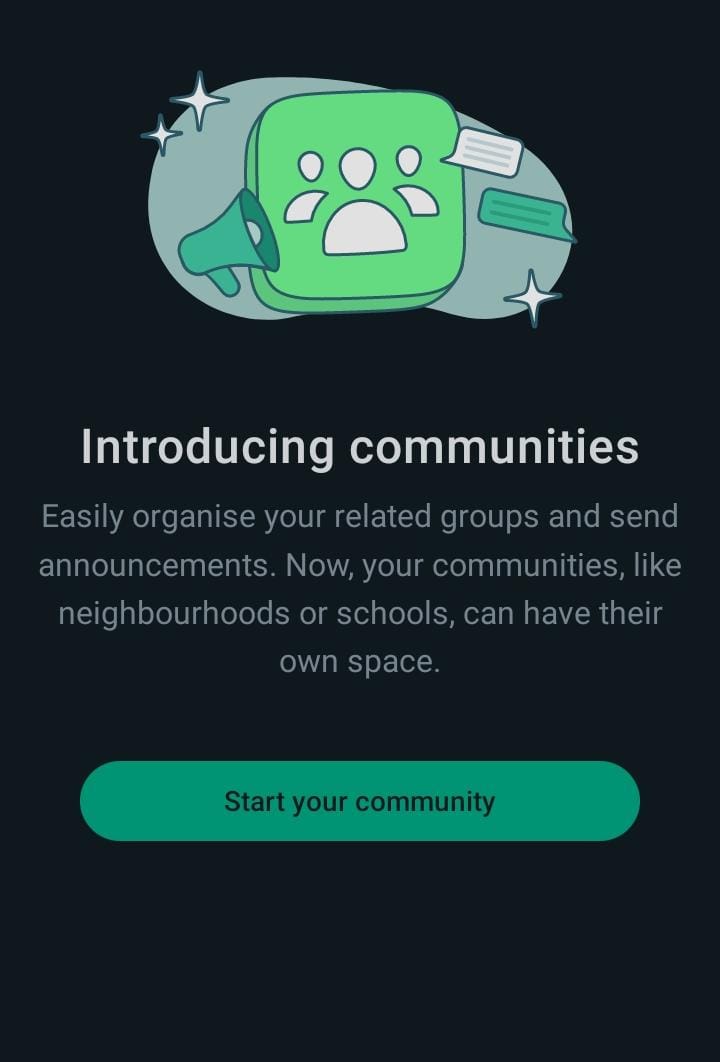 Introducing communities
Easily organise your related groups and send
announcements. Now, your communities, like
neighbourhoods or schools, can have their
own space.
Start your community